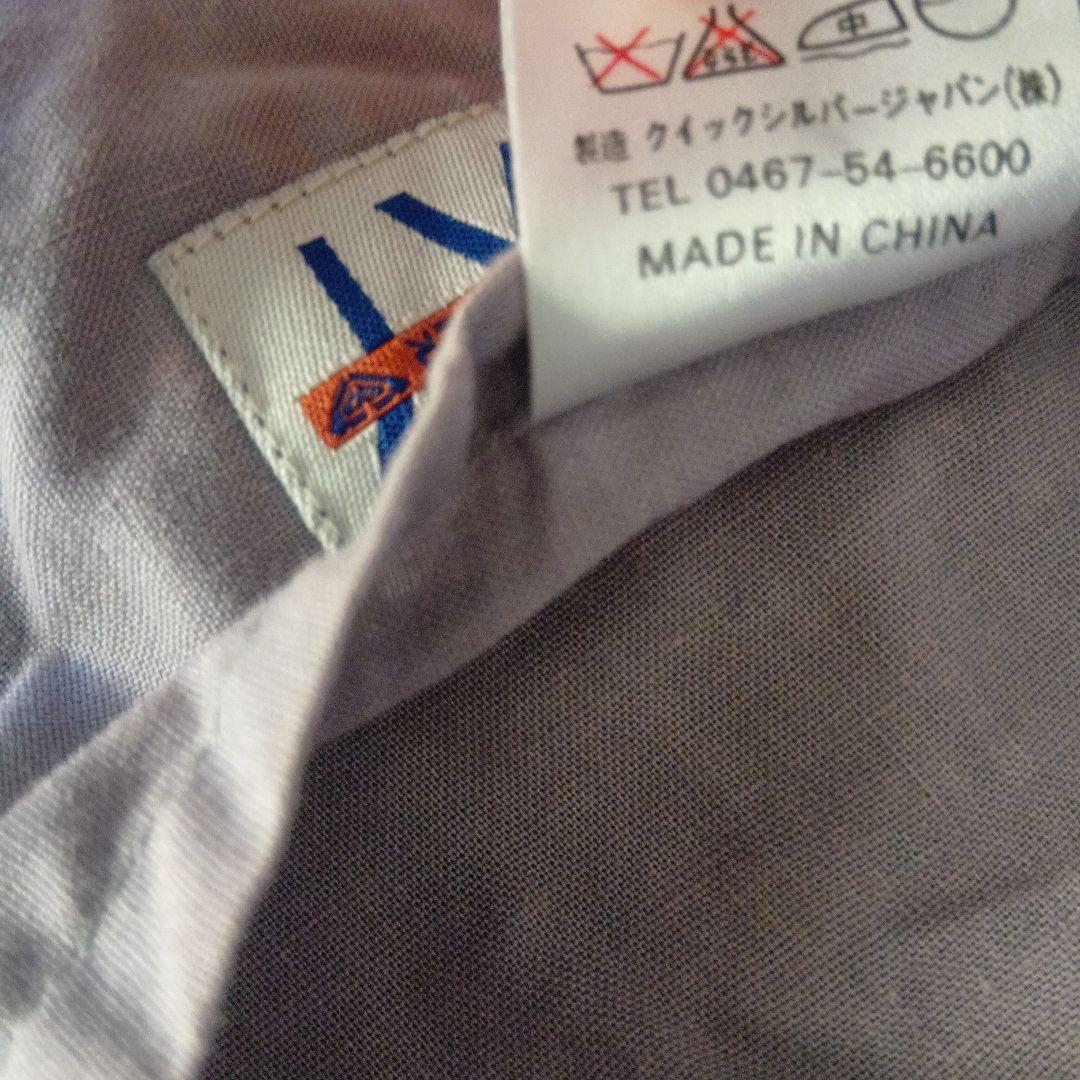 中
製造 クイックシルバージャパン(株)
TEL 0467-54-6600
MADE IN CHINA